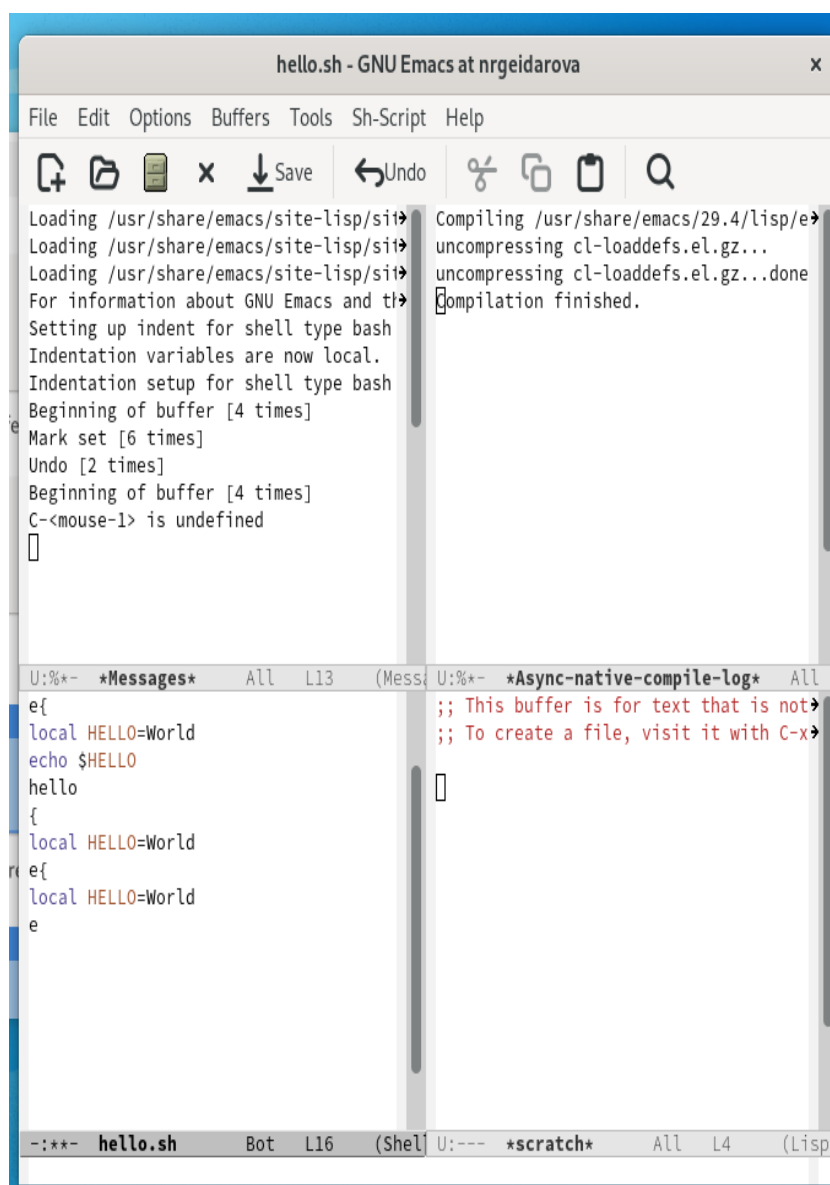 hello.sh - GNU Emacs at nrgeidarova ×
File Edit Options Buffers Tools Sh-Script Help
Save Undo
Loading /usr/share/emacs/site-lisp/sit
Loading /usr/share/emacs/site-lisp/sit
Loading /usr/share/emacs/site-lisp/sit
For information about GNU Emacs and th
Setting up indent for shell type bash
Indentation variables are now local.
Indentation setup for shell type bash
Beginning of buffer [4 times]
Mark set [6 times]
Undo [2 times]
Beginning of buffer [4 times]
C-<mouse-1> is undefined
U:%*- *Messages* All L13 (Messa
Compiling /usr/share/emacs/29.4/lisp/e
uncompressing cl-loaddefs.el.gz...
uncompressing cl-loaddefs.el.gz...done
Compilation finished.
U:%*- *Async-native-compile-log* All
e{
local HELLO=World
echo $HELLO
hello
{
local HELLO=World
e{
local HELLO=World
e
-:**- hello.sh Bot L16 (Shell
;; This buffer is for text that is not
;; To create a file, visit it with C-x
U:--- *scratch* All L4 (Lisp